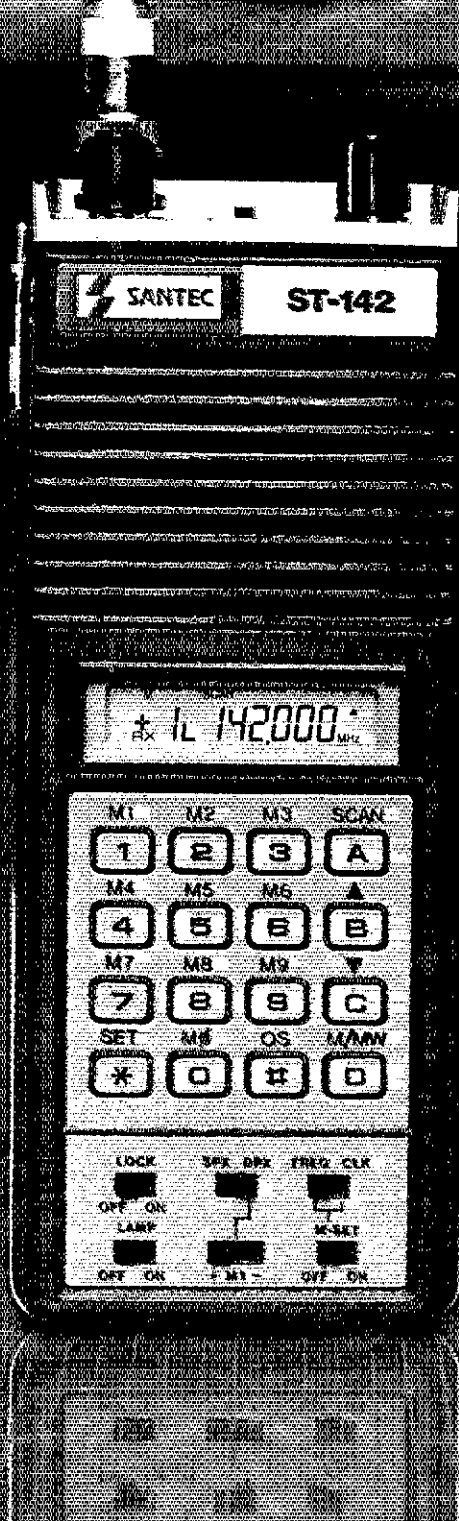 SANTEC ST-142
+ RX 1L 142.000 MHz
M1 M2 M3 SCAN
1 2 3 A
M4 M5 M6 ▲
4 5 6 B
M7 M8 M9 ▼
7 8 9 C
SET M0 OS M/MW
* 0 # D
LOCK SPX DPX FREQ CLK
OFF ON
LAMP K-SET
OFF ON + M1 - OFF ON